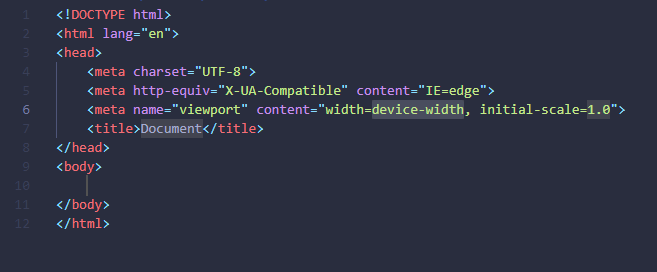 1 <!DOCTYPE html>
2 <html lang="en">
3 <head>
4     <meta charset="UTF-8">
5     <meta http-equiv="X-UA-Compatible" content="IE=edge">
6     <meta name="viewport" content="width=device-width, initial-scale=1.0">
7     <title>Document</title>
8 </head>
9 <body>
10
11 </body>
12 </html>